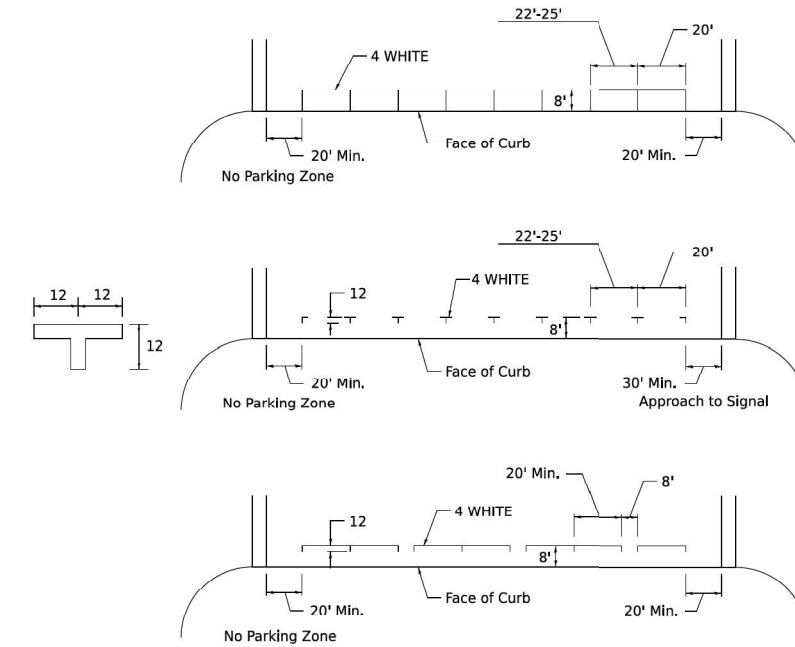 22'-25'
20'
4 WHITE
8'
Face of Curb
20' Min.
20' Min.
No Parking Zone
22'-25'
20'
4 WHITE
12
12 12
12
8'
Face of Curb
20' Min.
30' Min.
No Parking Zone
Approach to Signal
20' Min.
8'
4 WHITE
12
8'
Face of Curb
20' Min.
20' Min.
No Parking Zone